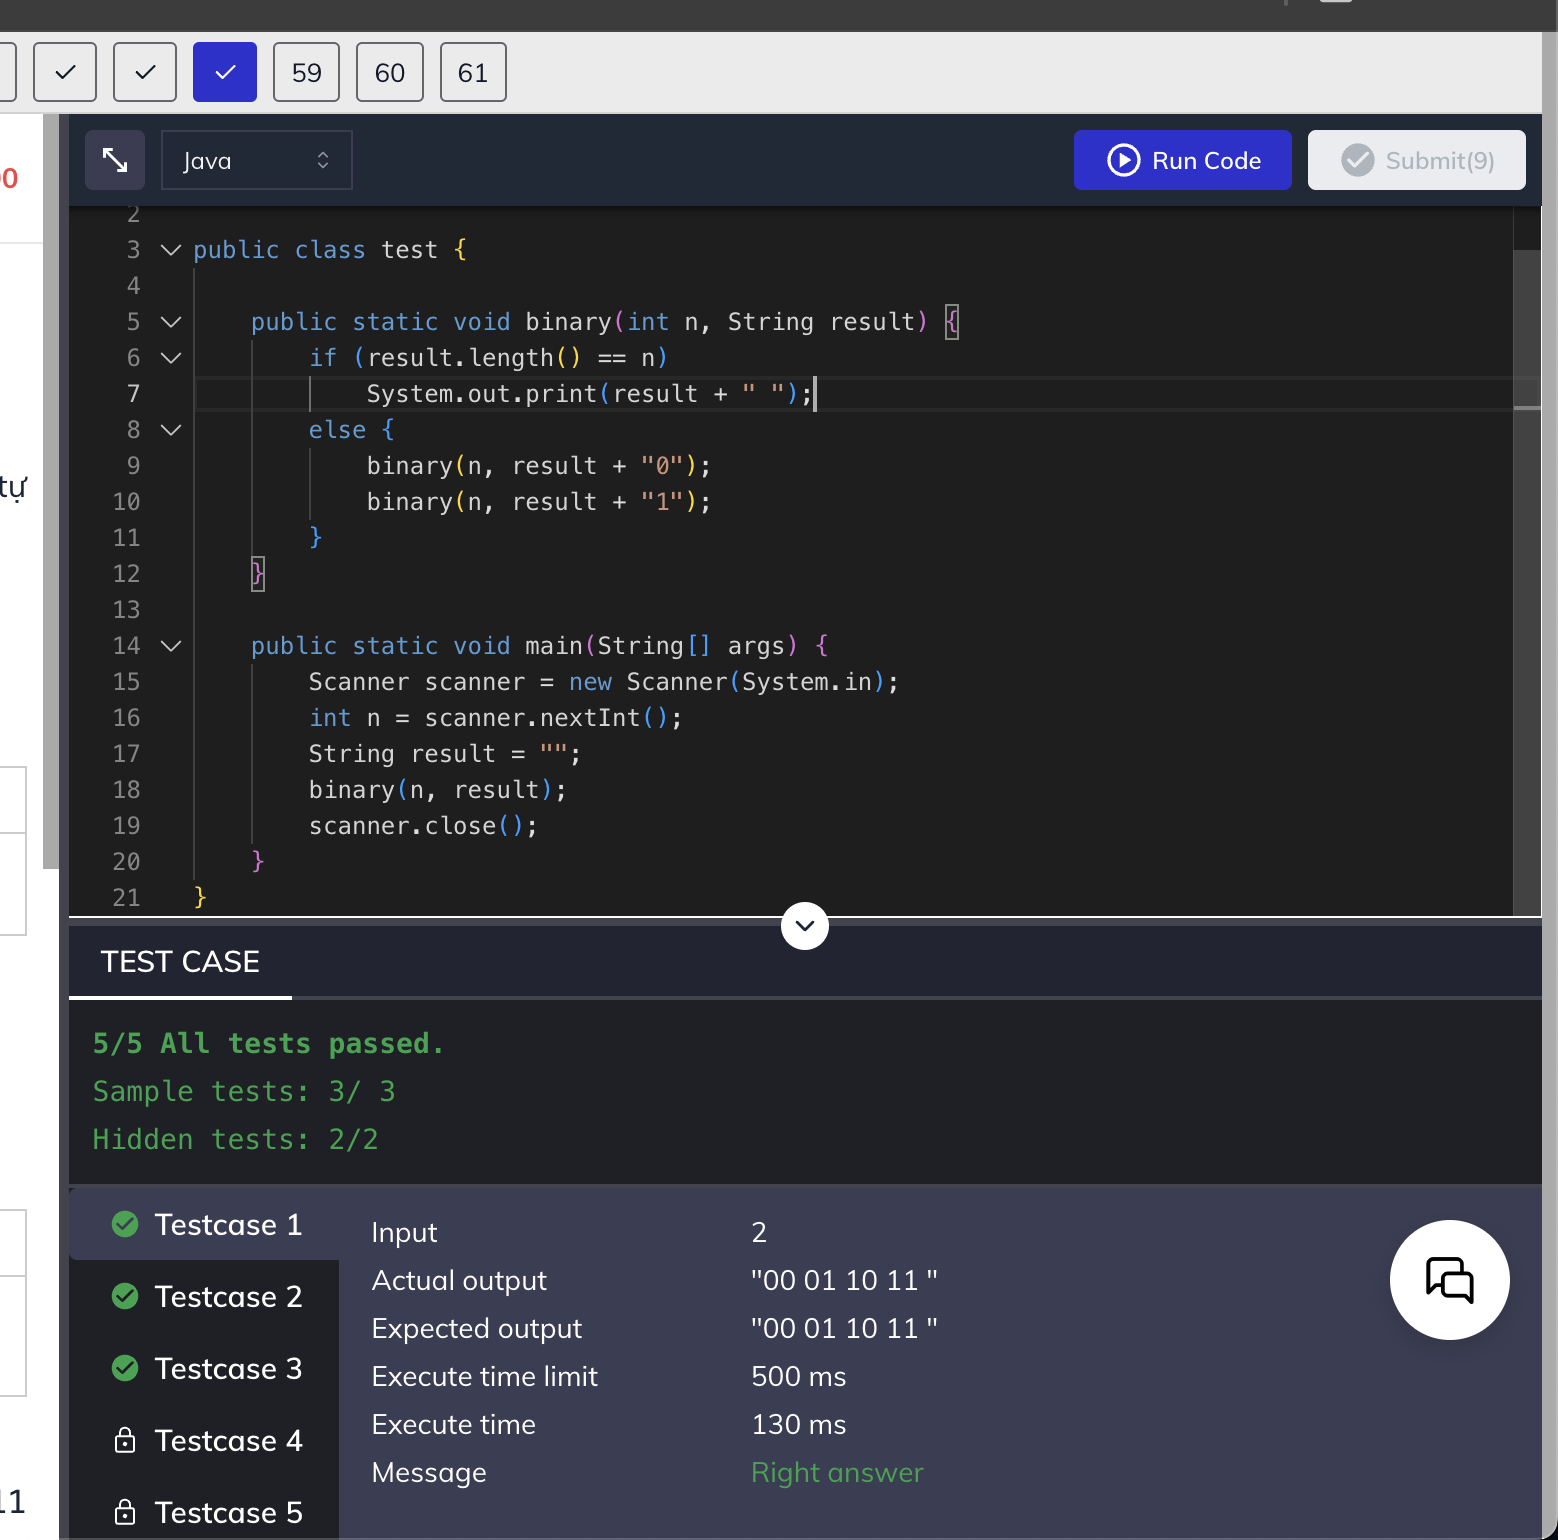 59 60 61
Java
Run Code
Submit(9)
tự
2
3 public class test {
4
5 public static void binary(int n, String result) {
6 if (result.length() == n)
7 System.out.print(result + " ");
8 else {
9 binary(n, result + "0");
10 binary(n, result + "1");
11 }
12 }
13
14 public static void main(String[] args) {
15 Scanner scanner = new Scanner(System.in);
16 int n = scanner.nextInt();
17 String result = "";
18 binary(n, result);
19 scanner.close();
20 }
21 }
TEST CASE
5/5 All tests passed.
Sample tests: 3/ 3
Hidden tests: 2/2
Testcase 1
Testcase 2
Testcase 3
Testcase 4
Testcase 5
Input 2
Actual output "00 01 10 11 "
Expected output "00 01 10 11 "
Execute time limit 500 ms
Execute time 130 ms
Message Right answer
11